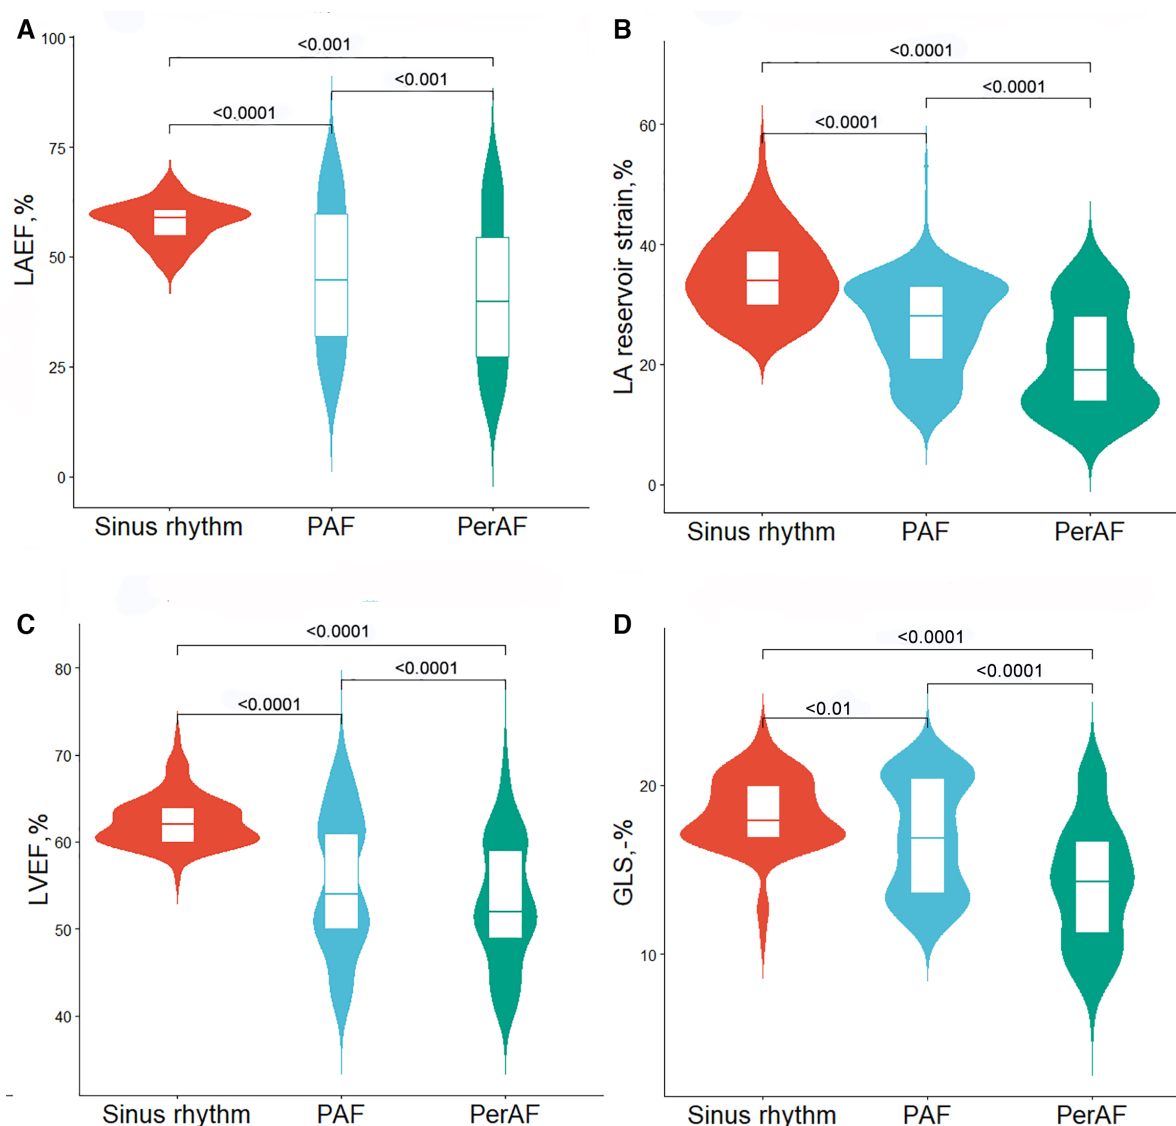 A
100
75
50
25
0
LAEF,%
<0.001
<0.001
<0.0001
Sinus rhythm PAF PerAF
B
60
40
20
0
LA reservoir strain,%
<0.0001
<0.0001
<0.0001
Sinus rhythm PAF PerAF
C
80
70
60
50
40
LVEF,%
<0.0001
<0.0001
<0.0001
Sinus rhythm PAF PerAF
D
20
10
GLS,-%
<0.0001
<0.0001
<0.01
Sinus rhythm PAF PerAF